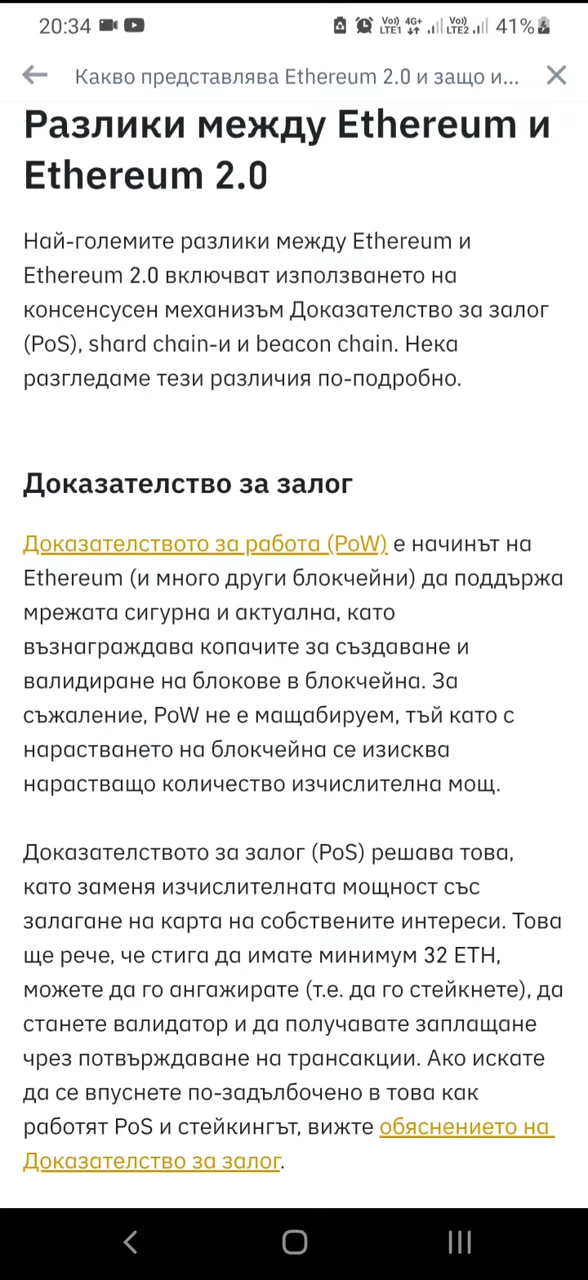 20:34
Vo)) 4G+ Vo))
LTE1 LTE2 41%
Какво представлява Ethereum 2.0 и защо и...
Разлики между Ethereum и
Ethereum 2.0
Най-големите разлики между Ethereum и
Ethereum 2.0 включват използването на
консенсусен механизъм Доказателство за залог
(PoS), shard chain-и и beacon chain. Нека
разгледаме тези различия по-подробно.
Доказателство за залог
Доказателството за работа (PoW) е начинът на
Ethereum (и много други блокчейни) да поддържа
мрежата сигурна и актуална, като
възнаграждава копачите за създаване и
валидиране на блокове в блокчейна. За
съжаление, PoW не е мащабируем, тъй като с
нарастването на блокчейна се изисква
нарастващо количество изчислителна мощ.
Доказателството за залог (PoS) решава това,
като заменя изчислителната мощност със
залагане на карта на собствените интереси. Това
ще рече, че стига да имате минимум 32 ETH,
можете да го ангажирате (т.е. да го стейкнете), да
станете валидатор и да получавате заплащане
чрез потвърждаване на трансакции. Ако искате
да се впуснете по-задълбочено в това как
работят PoS и стейкингът, вижте обяснението на
Доказателство за залог.